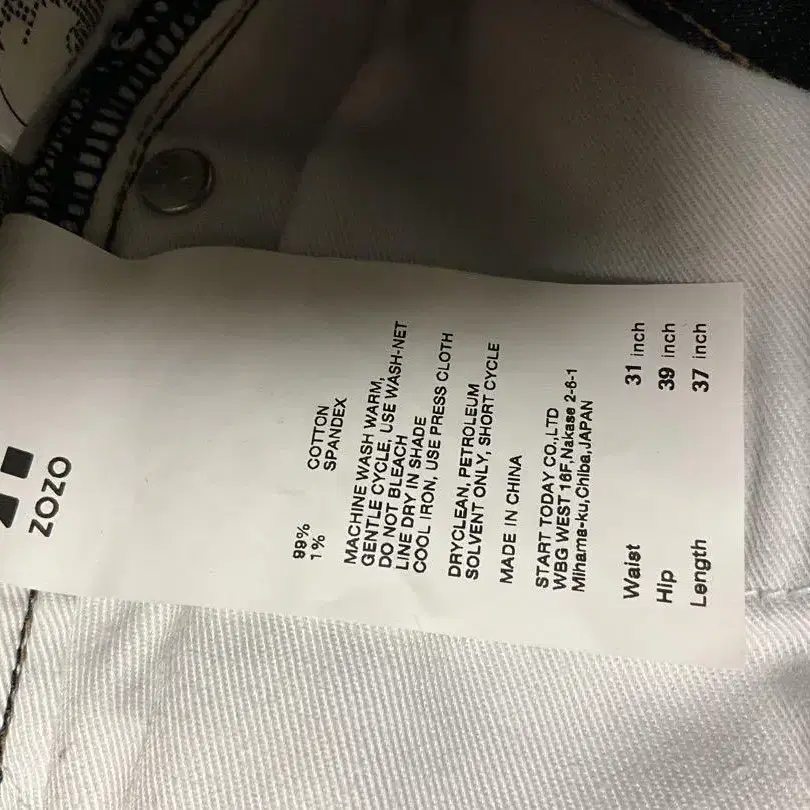 ZOZO
99% COTTON
1% SPANDEX
MACHINE WASH WARM,
GENTLE CYCLE, USE WASH-NET
DO NOT BLEACH
LINE DRY IN SHADE
COOL IRON, USE PRESS CLOTH
DRYCLEAN, PETROLEUM
SOLVENT ONLY, SHORT CYCLE
MADE IN CHINA
START TODAY CO.,LTD
WBG WEST 16F,Nakase 2-6-1
Mihama-ku,Chiba,JAPAN
Waist 31 inch
Hip 39 inch
Length 37 inch